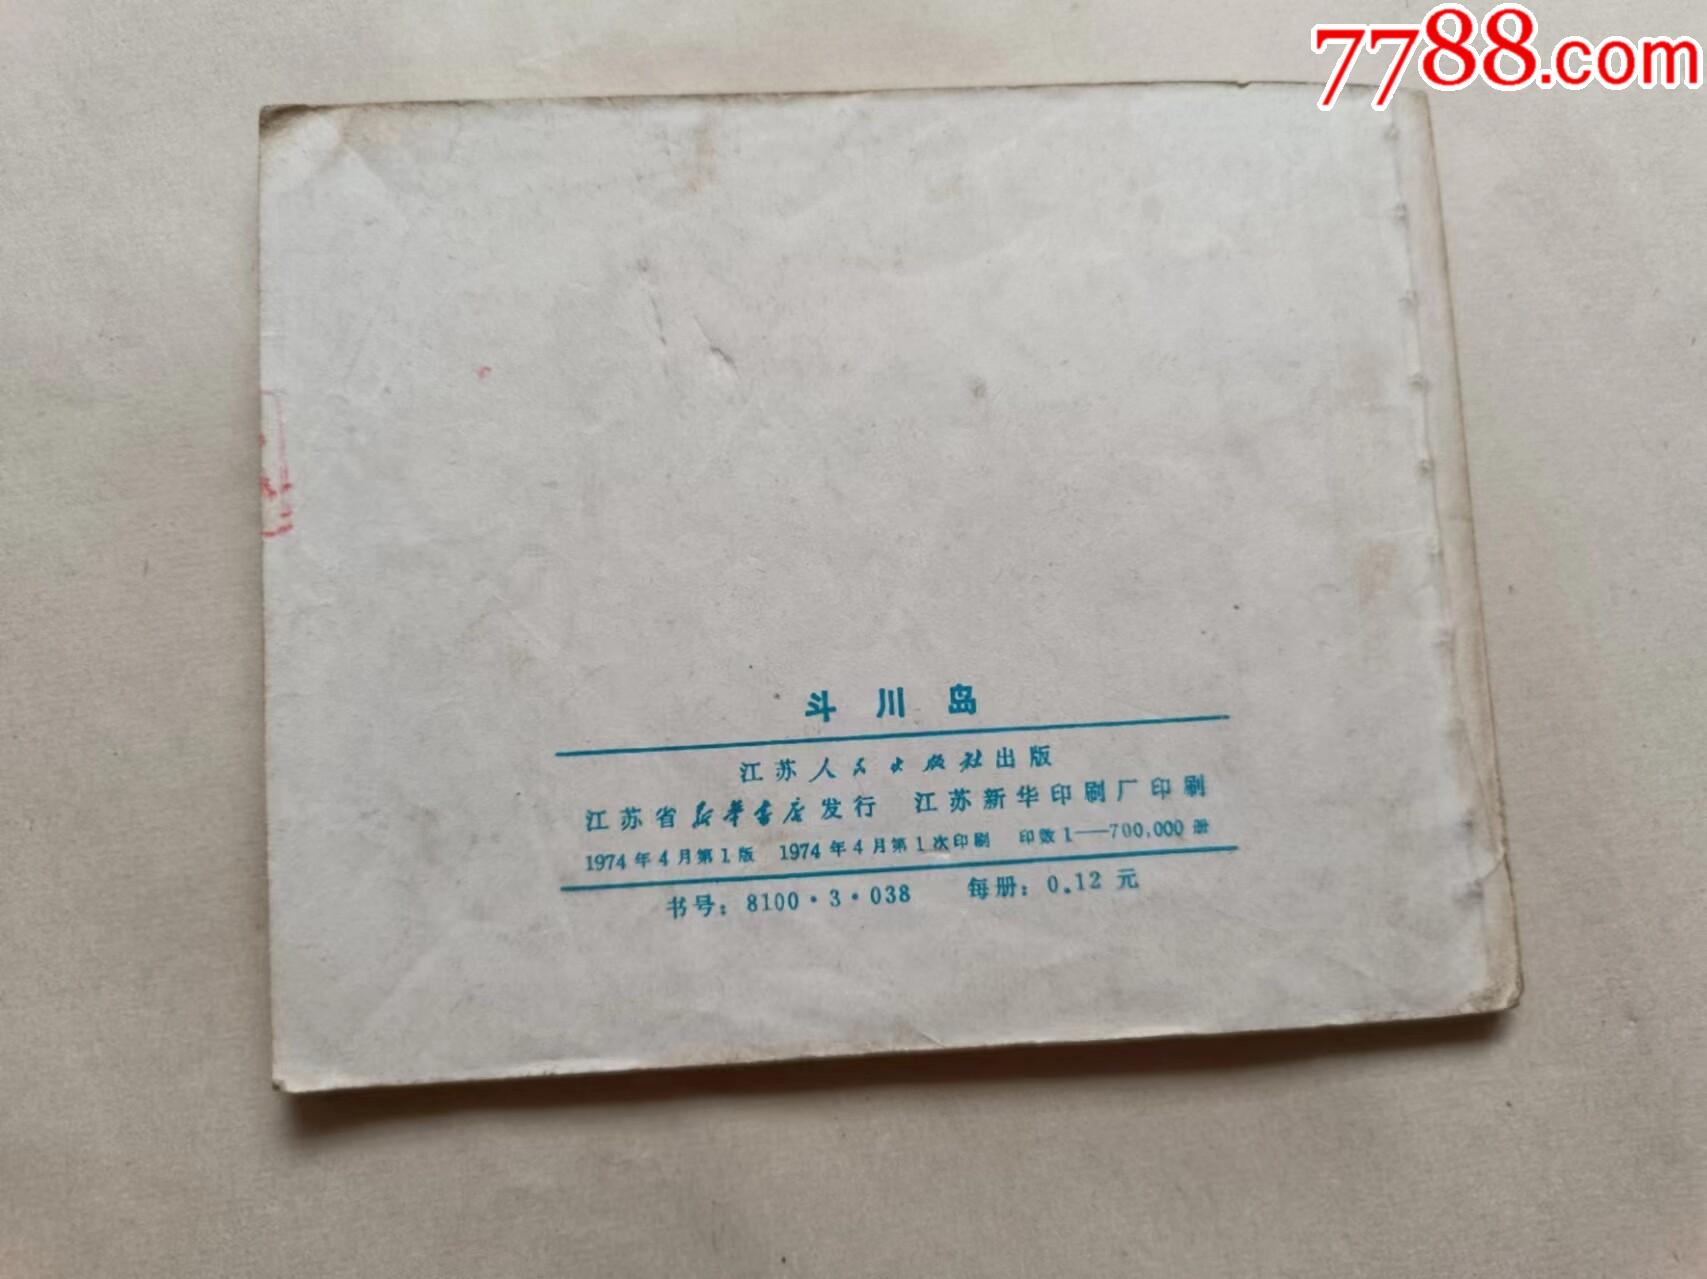 7788.com
斗川岛
江苏人民出版社出版
江苏省新华书店发行 江苏新华印刷厂印刷
1974年4月第1版 1974年4月第1次印刷 印数1—700,000册
书号：8100·3·038 每册：0.12元